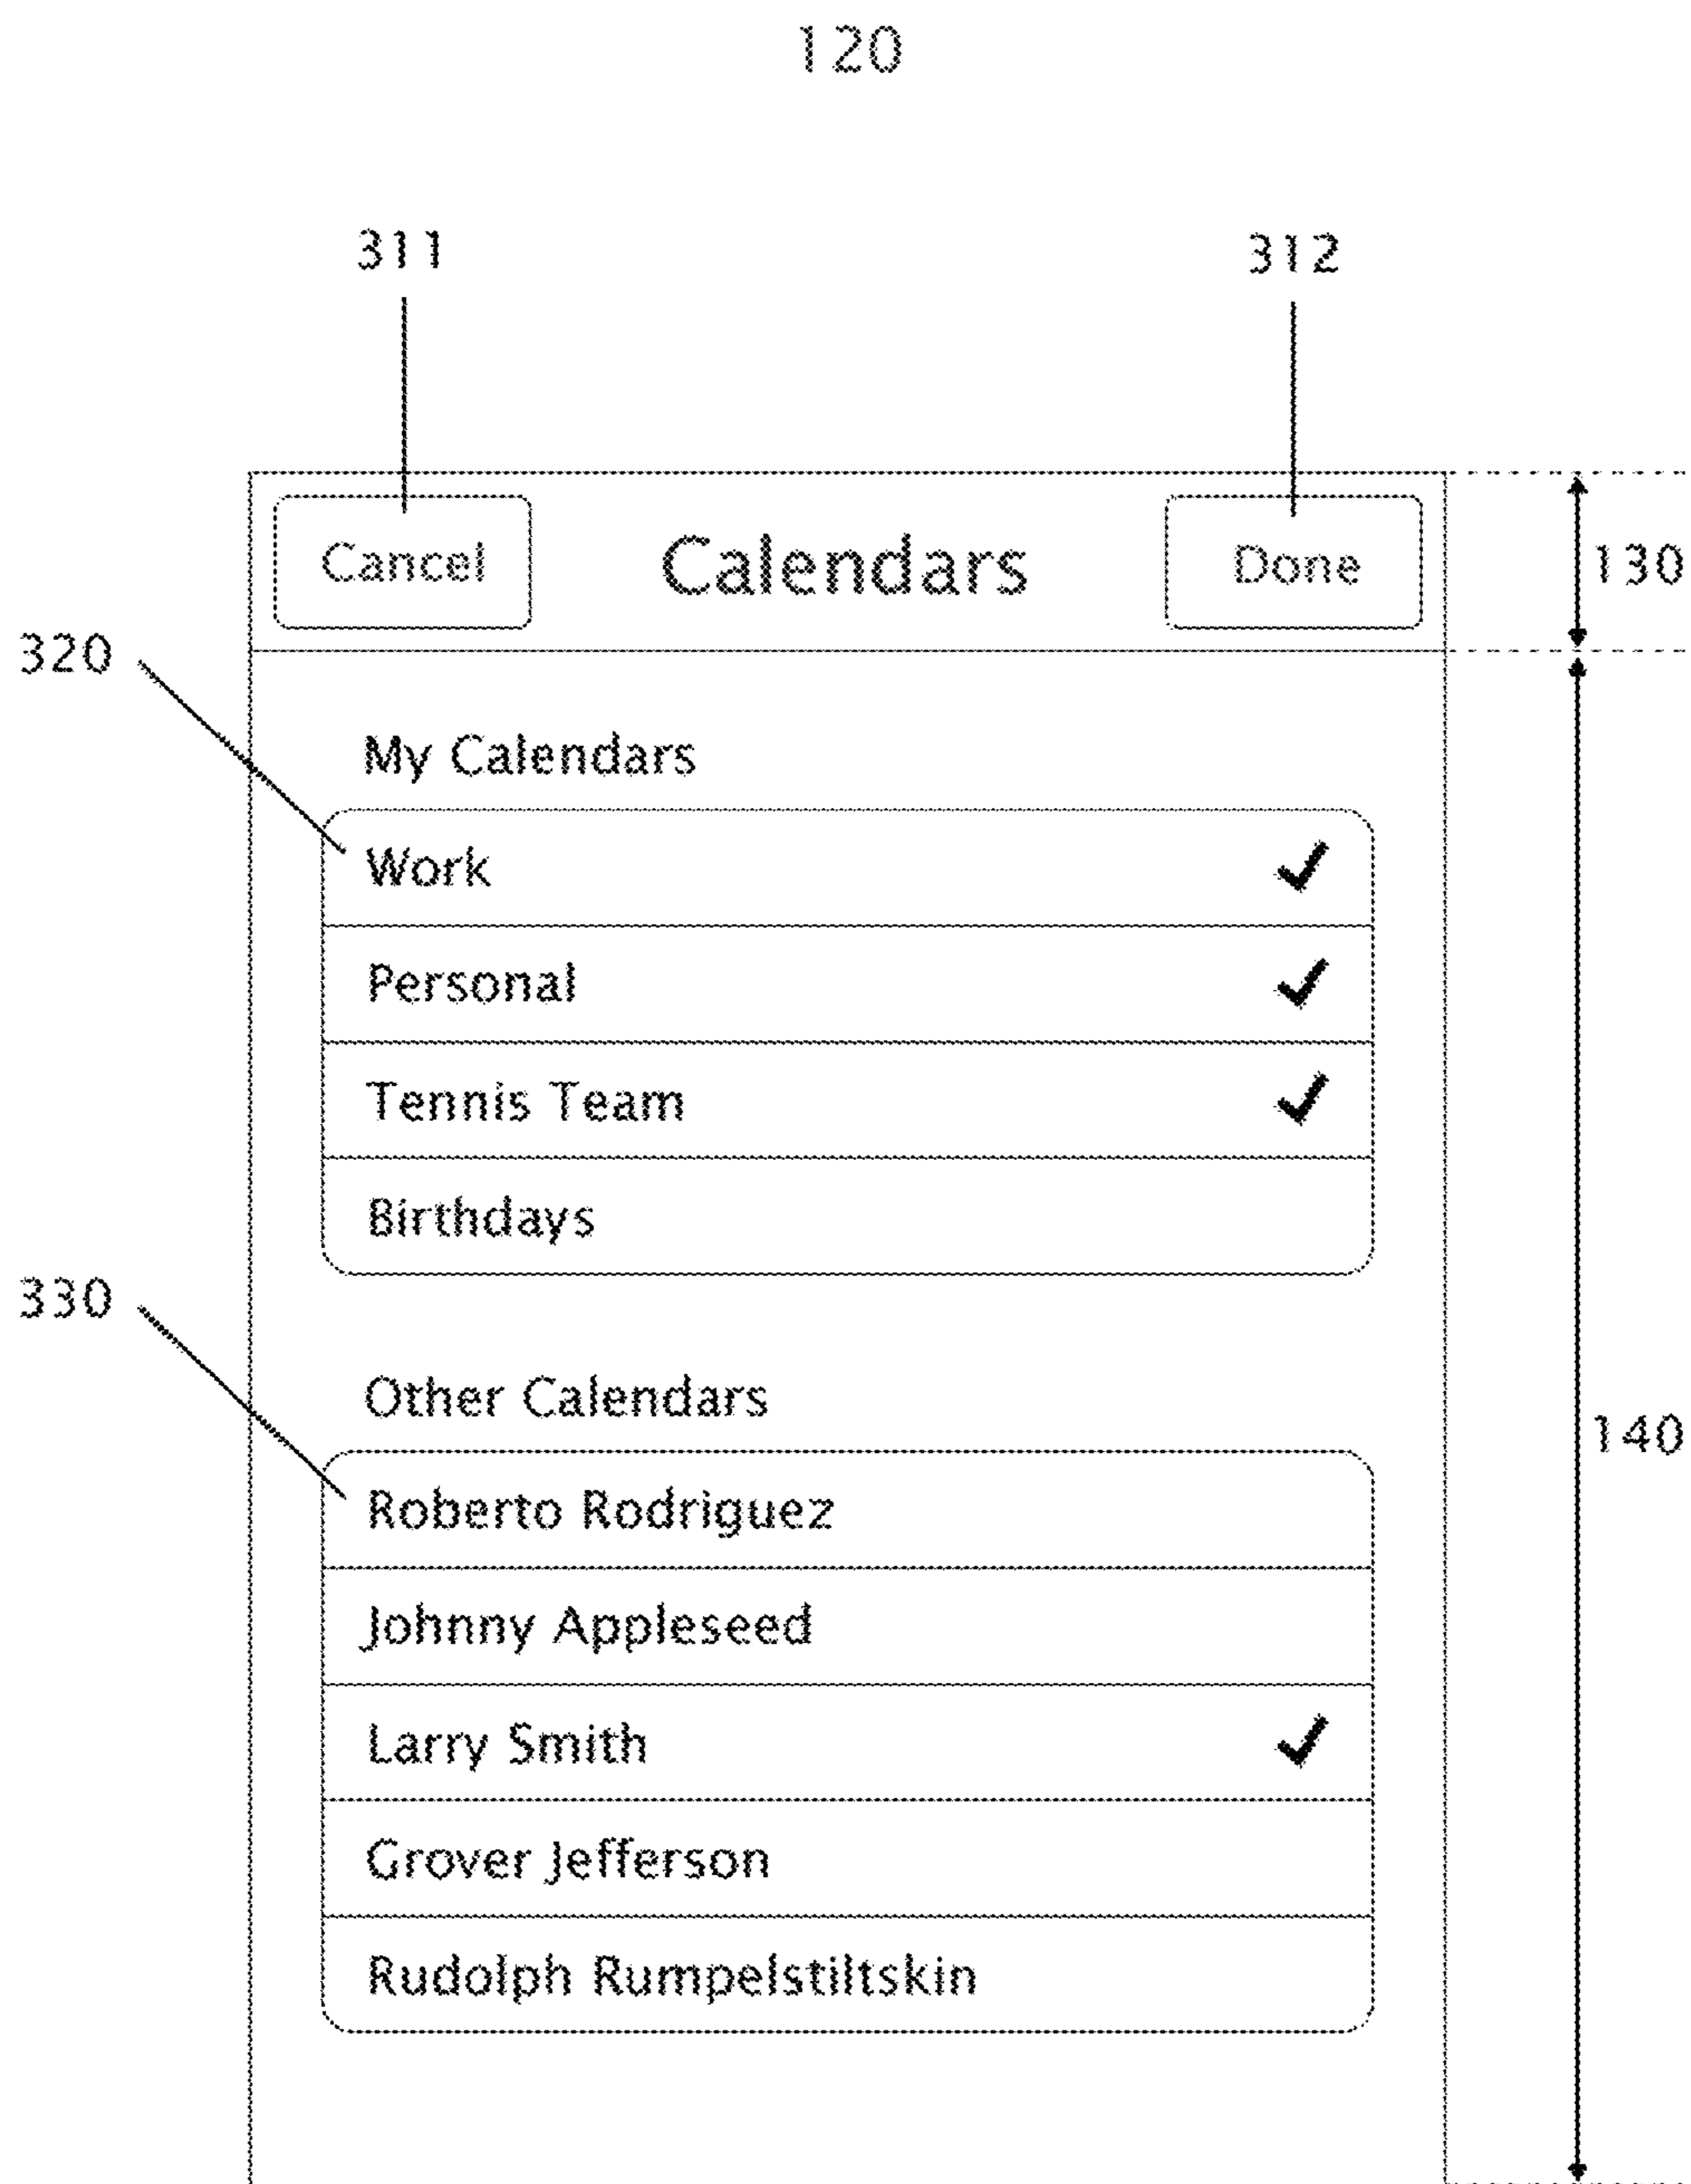 120
311 312
Cancel Calendars Done 130
320
My Calendars
Work
Personal
Tennis Team
Birthdays
330
Other Calendars
140
Roberto Rodriguez
Johnny Appleseed
Larry Smith
Grover Jefferson
Rudolph Rumpelstiltskin